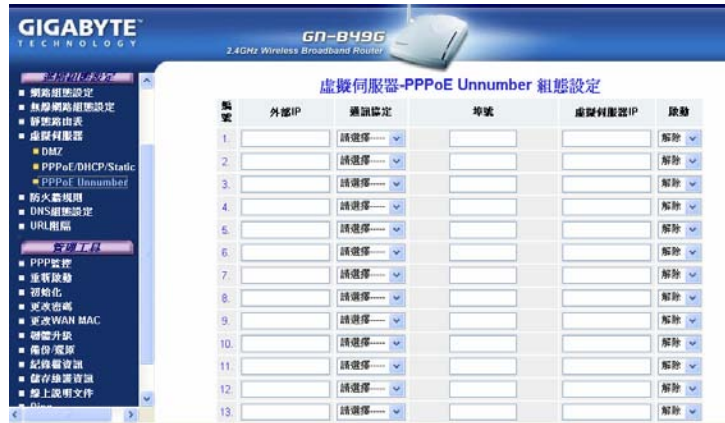 GIGABYTE™
TECHNOLOGY
GN-B49G
2.4GHz Wireless Broadband Router
網路組態設定
無線網路組態設定
靜態路由表
虛擬伺服器
DMZ
PPPoE/DHCP/Static
PPPoE Unnumber
防火牆規則
DNS組態設定
URL阻隔
管理工具
PPP監控
重新啟動
初始化
更改密碼
更改WAN MAC
韌體升級
備份/還原
紀錄檔資訊
儲存維護資訊
線上說明文件
Ping
虛擬伺服器-PPPoE Unnumber 組態設定
編號 外部IP 通訊協定 埠號 虛擬伺服器IP 啟動
1. 請選擇----- 解除
2. 請選擇----- 解除
3. 請選擇----- 解除
4. 請選擇----- 解除
5. 請選擇----- 解除
6. 請選擇----- 解除
7. 請選擇----- 解除
8. 請選擇----- 解除
9. 請選擇----- 解除
10. 請選擇----- 解除
11. 請選擇----- 解除
12. 請選擇----- 解除
13. 請選擇----- 解除